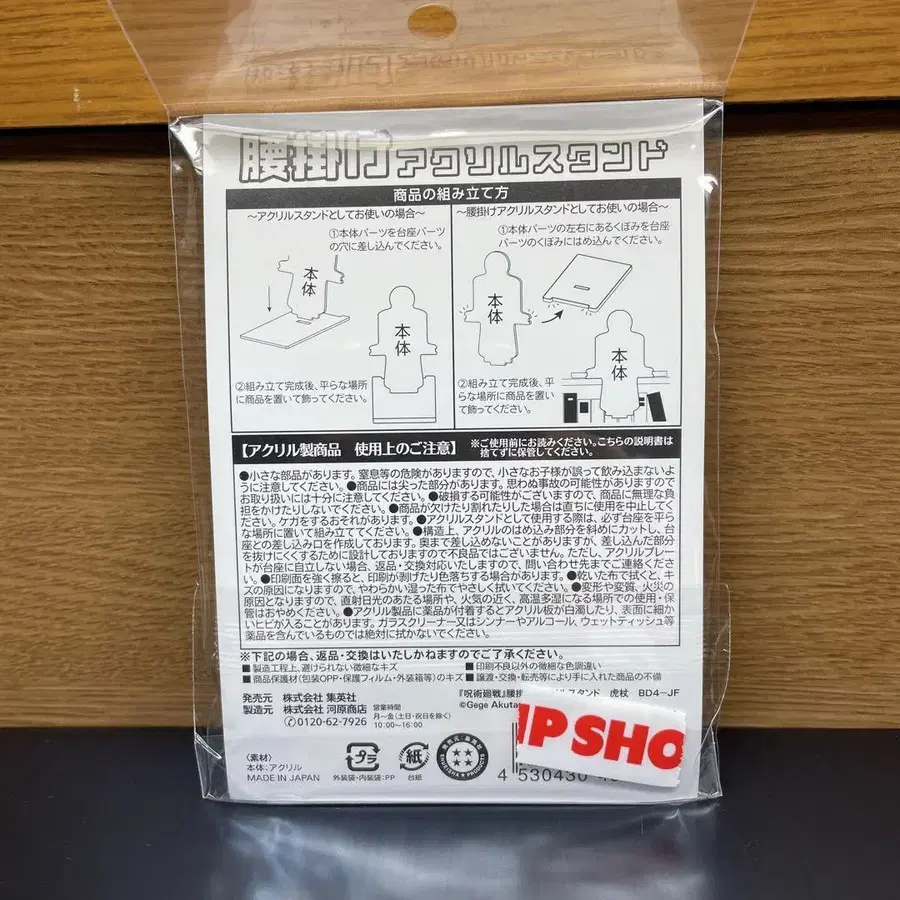 腰掛けアクリルスタンド
商品の組み立て方
〜アクリルスタンドとしてお使いの場合〜
①本体パーツを台座パーツ
の穴に差し込んでください。
本体
本体
②組み立て完成後、平らな場所
に商品を置いて飾ってください。
〜腰掛けアクリルスタンドとしてお使いの場合〜
①本体パーツの左右にあるくぼみを台座
パーツのくぼみにはめ込んでください。
本体
本体
②組み立て完成後、平
らな場所に商品を置い
て飾ってください。
【アクリル製商品 使用上のご注意】
※ご使用前にお読みください。こちらの説明書は
捨てずに保管してください。
●小さな部品があります。窒息等の危険がありますので、小さなお子様が誤って飲み込まないよ
うに注意してください。●商品には尖った部分があります。思わぬ事故の可能性がありますので
お取り扱いには十分に注意してください。●破損する可能性がございますので、商品に無理な負
担をかけたりしないでください。●商品が欠けたり割れたりした場合は直ちに使用を中止してく
ださい。ケガをするおそれがあります。●アクリルスタンドとして使用する際は、必ず台座を平ら
な場所に置いて組み立ててください。●構造上、アクリルのはめ込み部分を斜めにカットし、台
座との差し込み口を作成しております。奥まで差し込めないことがありますが、差し込んだ部分
を抜けにくくするために設計しておりますので不良品ではございません。ただし、アクリルプレー
トが台座に自立しない場合、返品・交換対応いたしますので、問い合わせ先までご連絡くださ
い。●印刷面を強く擦ると、印刷が剥げたり色落ちする場合があります。●乾いた布で拭くと、キ
ズの原因になりますので、やわらかい湿った布でやさしく拭いてください。●変形や変質、火災の
原因となりますので、直射日光のあたる場所や、火気の近く、高温多湿になる場所での使用・保
管はおやめください。●アクリル製品に薬品が付着するとアクリル板が白濁したり、表面に細か
いヒビが入ることがあります。ガラスクリーナー又はシンナーやアルコール、ウェットティッシュ等
薬品を含んでいるものでは絶対に拭かないでください。
※下記の場合、返品・交換はいたしかねますのでご了承ください。
■製造工程上、避けられない微細なキズ ■印刷不良以外の微細な色調違い
■商品保護材(包装OPP・保護フィルム・外装箱等)のキズ ■譲渡・交換・転売等により手に入れた商品の不備
発売元 株式会社 集英社
製造元 株式会社 河原商店
0120-62-7926
営業時間
月〜金(土日・祝日を除く)
10:00〜16:00
『呪術廻戦』腰掛 ルスタンド 虎杖 BD4-JF
©Gege Akuta
MP SHO
〈素材〉
本体:アクリル
MADE IN JAPAN
プラ
外装袋・内装袋:PP
紙
台紙
発売元・集英社
SHUEISHA PRODUCTS
4 530430